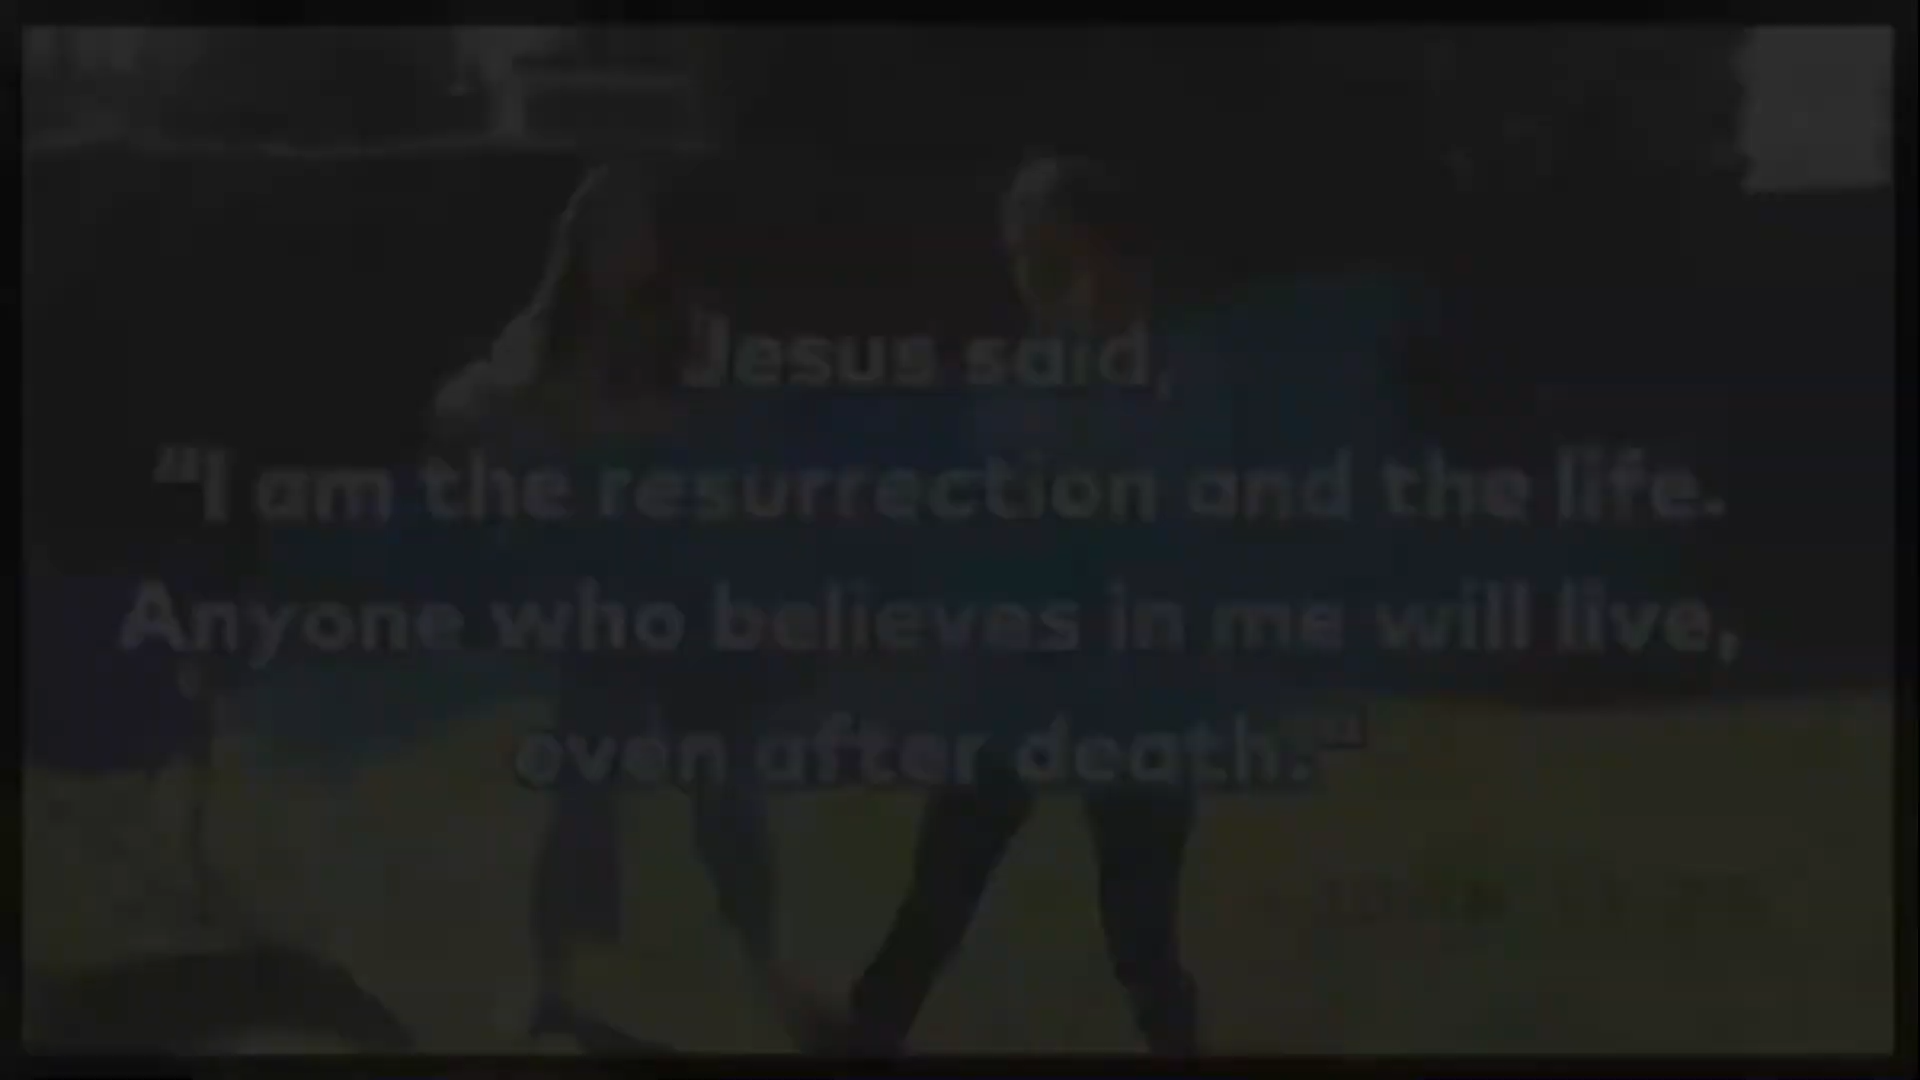 Jesus said,
“I am the resurrection and the life.
Anyone who believes in me will live,
even after death.”